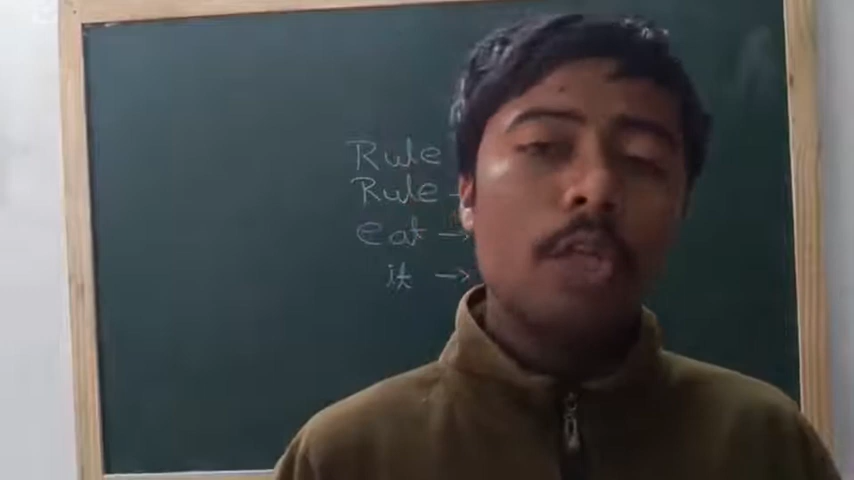 Rule
Rule -
eat →
it →